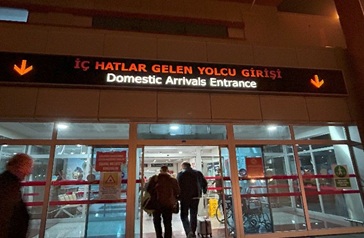 İÇ HATLAR GELEN YOLCU GİRİŞİ
Domestic Arrivals Entrance